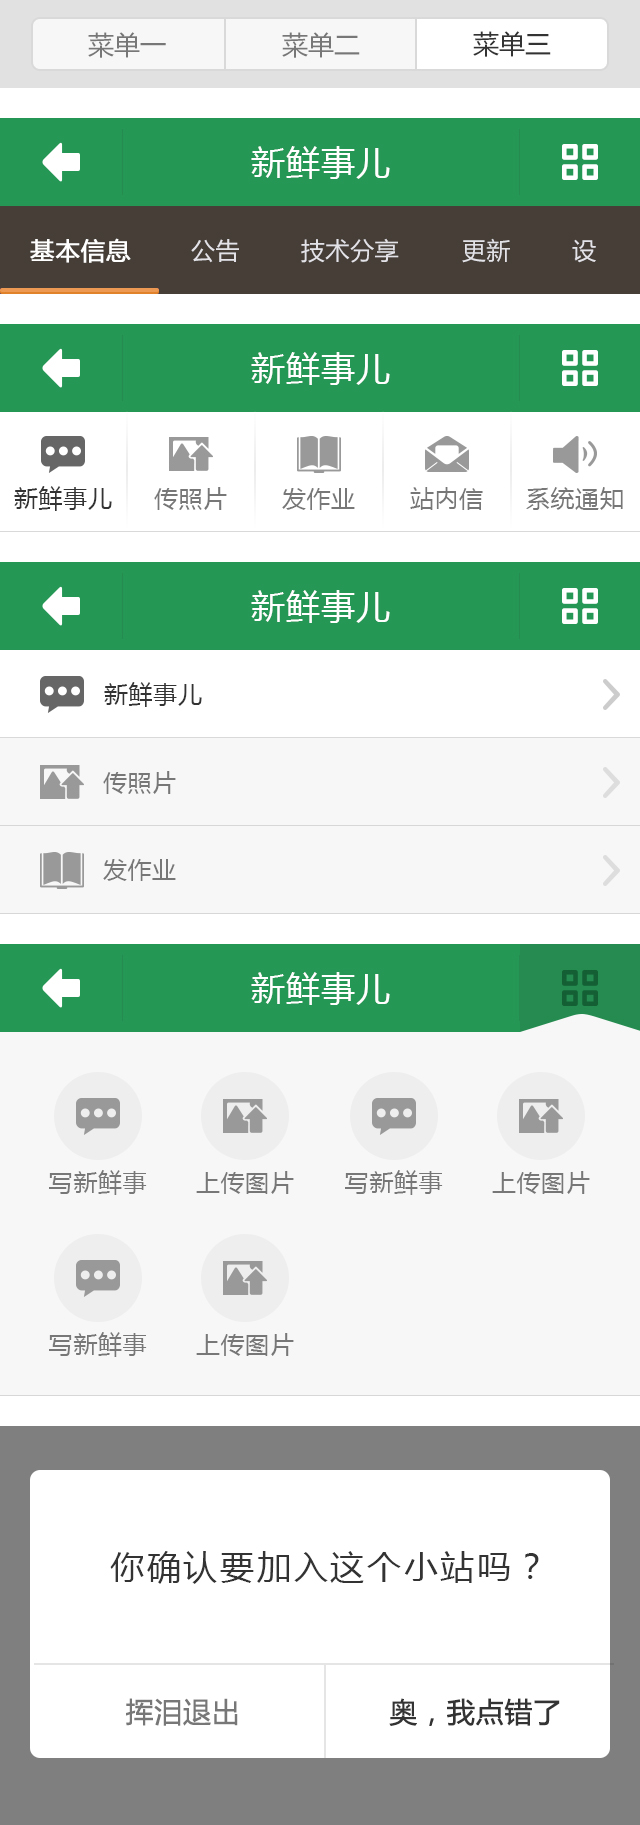 菜单一 菜单二 菜单三
新鲜事儿
基本信息 公告 技术分享 更新 设
新鲜事儿
新鲜事儿 传照片 发作业 站内信 系统通知
新鲜事儿
新鲜事儿
传照片
发作业
新鲜事儿
写新鲜事 上传图片 写新鲜事 上传图片
写新鲜事 上传图片
你确认要加入这个小站吗？
挥泪退出 奥，我点错了